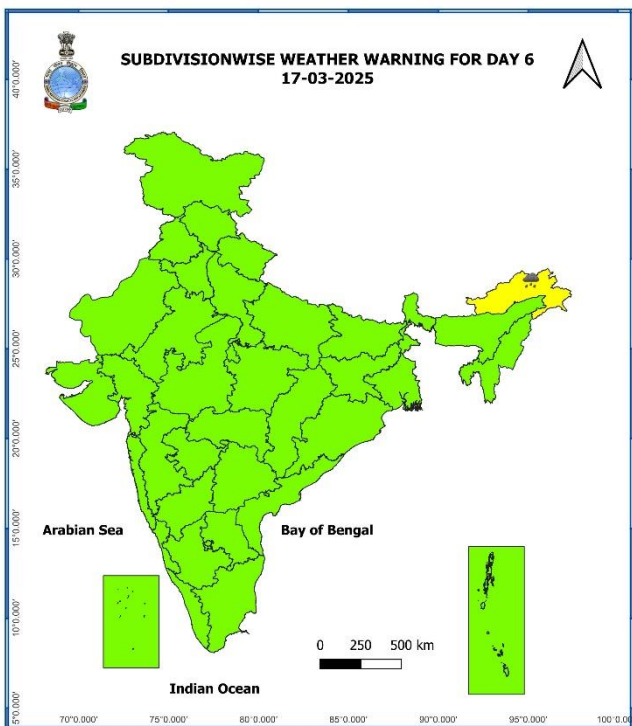 SUBDIVISIONWISE WEATHER WARNING FOR DAY 6
17-03-2025
40°0.000'
35°0.000'
30°0.000'
25°0.000'
20°0.000'
15°0.000'
10°0.000'
5°0.000'
Arabian Sea
Bay of Bengal
0 250 500 km
Indian Ocean
70°0.000' 75°0.000' 80°0.000' 85°0.000' 90°0.000' 95°0.000' 100°0.0